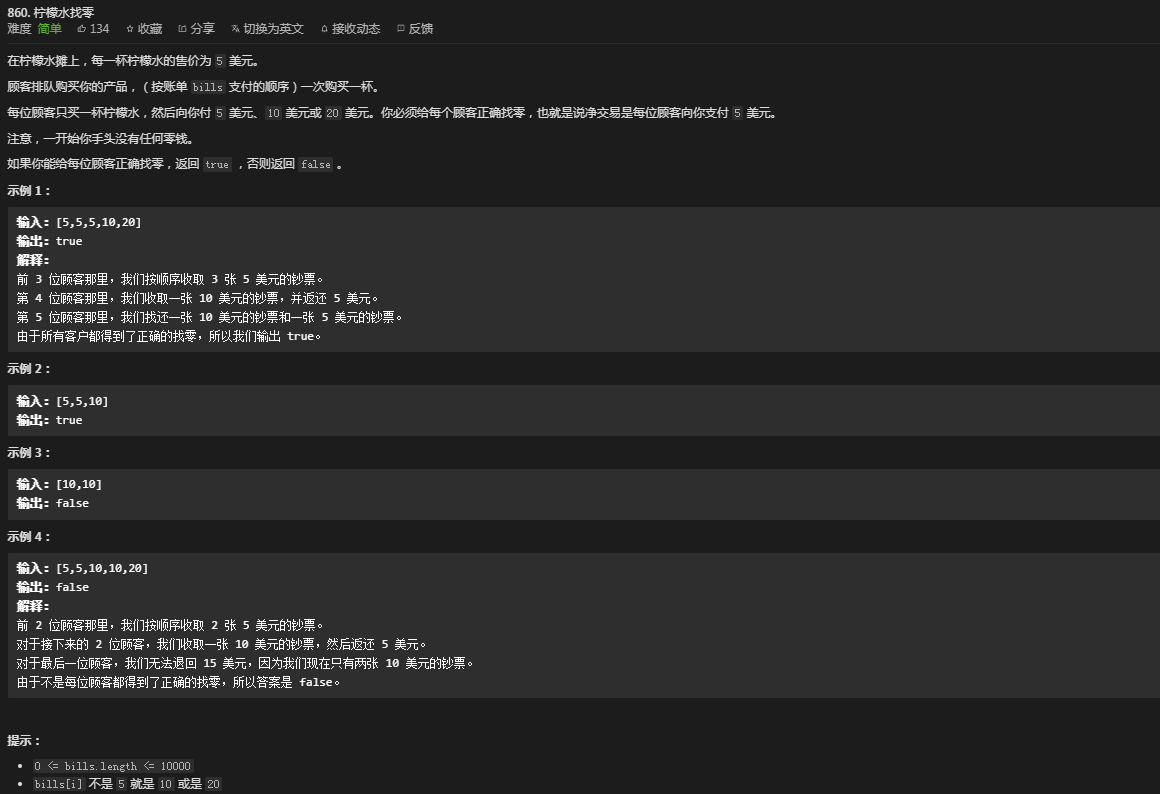 860. 柠檬水找零
难度 简单 134 收藏 分享 切换为英文 接收动态 反馈
在柠檬水摊上，每一杯柠檬水的售价为 5 美元。
顾客排队购买你的产品，（按账单 bills 支付的顺序）一次购买一杯。
每位顾客只买一杯柠檬水，然后向你付 5 美元、10 美元或 20 美元。你必须给每个顾客正确找零，也就是说净交易是每位顾客向你支付 5 美元。
注意，一开始你手头没有任何零钱。
如果你能给每位顾客正确找零，返回 true ，否则返回 false 。
示例 1：
输入：[5,5,5,10,20]
输出：true
解释：
前 3 位顾客那里，我们按顺序收取 3 张 5 美元的钞票。
第 4 位顾客那里，我们收取一张 10 美元的钞票，并返还 5 美元。
第 5 位顾客那里，我们找还一张 10 美元的钞票和一张 5 美元的钞票。
由于所有客户都得到了正确的找零，所以我们输出 true。
示例 2：
输入：[5,5,10]
输出：true
示例 3：
输入：[10,10]
输出：false
示例 4：
输入：[5,5,10,10,20]
输出：false
解释：
前 2 位顾客那里，我们按顺序收取 2 张 5 美元的钞票。
对于接下来的 2 位顾客，我们收取一张 10 美元的钞票，然后返还 5 美元。
对于最后一位顾客，我们无法退回 15 美元，因为我们现在只有两张 10 美元的钞票。
由于不是每位顾客都得到了正确的找零，所以答案是 false。
提示：
• 0 <= bills.length <= 10000
• bills[i] 不是 5 就是 10 或是 20